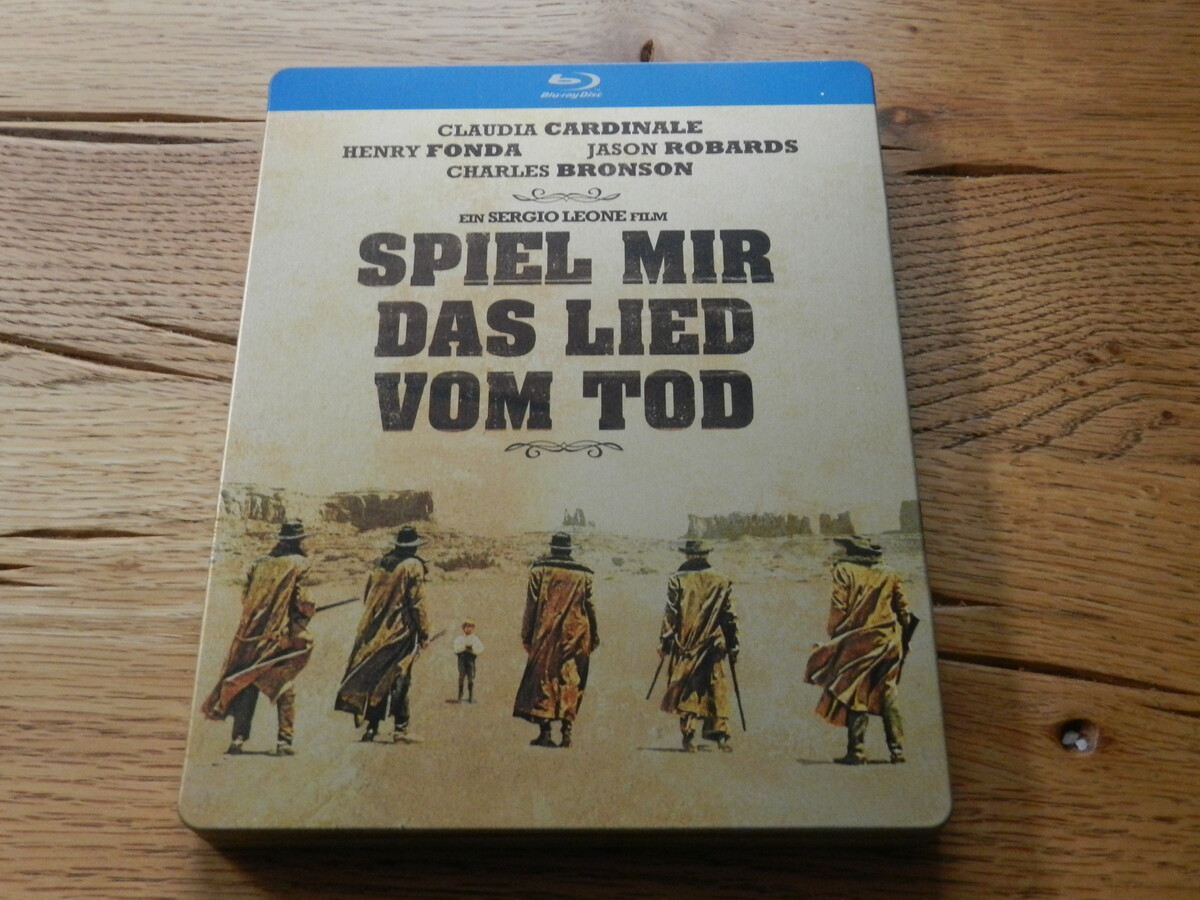 Blu-ray Disc
CLAUDIA CARDINALE
HENRY FONDA JASON ROBARDS
CHARLES BRONSON
EIN SERGIO LEONE FILM
SPIEL MIR
DAS LIED
VOM TOD